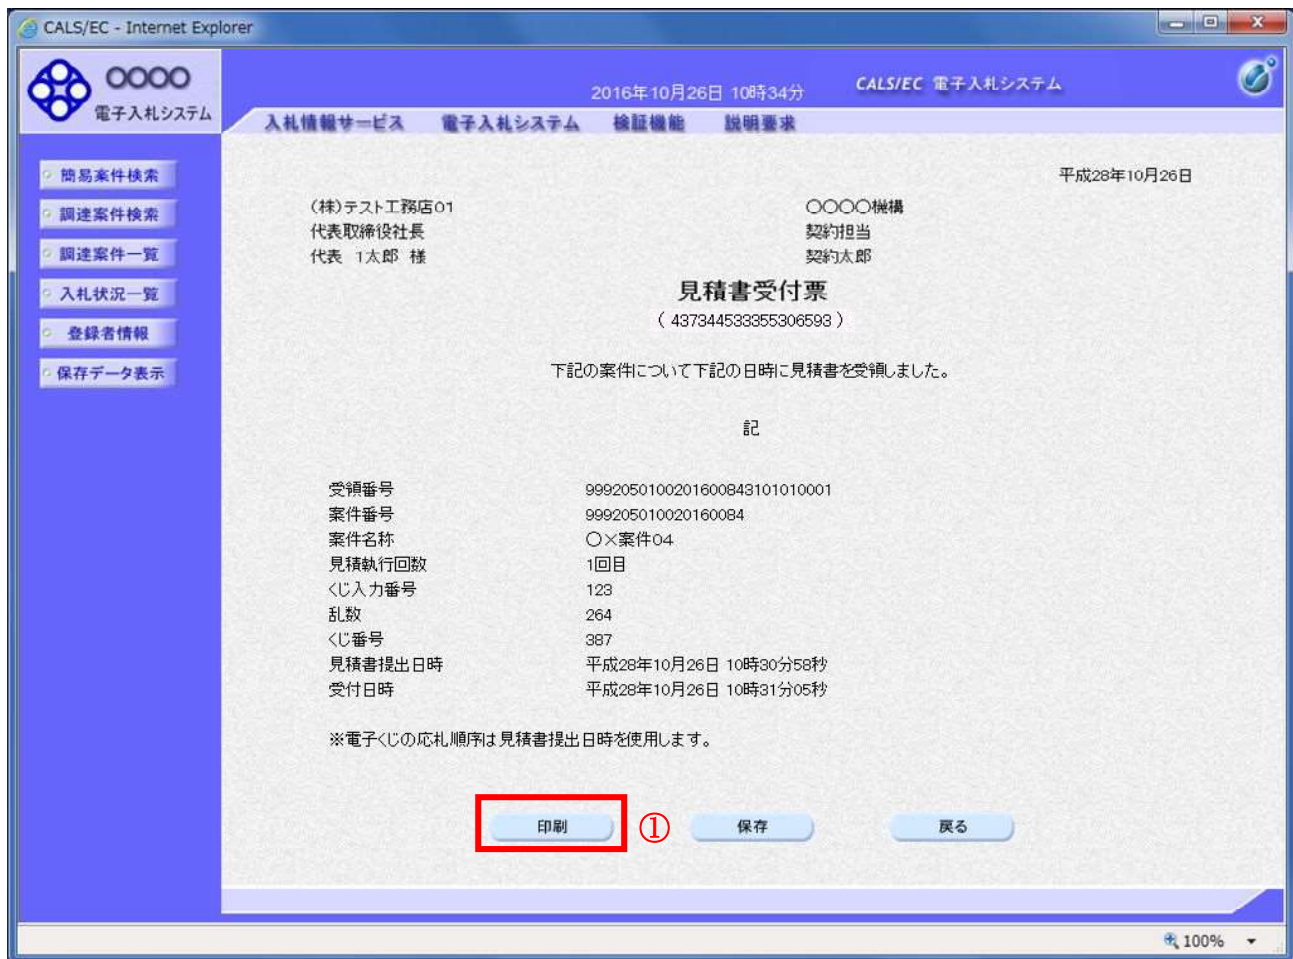 CALS/EC - Internet Explorer
〇〇〇〇
電子入札システム
2016年10月26日 10時34分
CALS/EC 電子入札システム
入札情報サービス 電子入札システム 検証機能 説明要求
簡易案件検索
調達案件検索
調達案件一覧
入札状況一覧
登録者情報
保存データ表示
平成28年10月26日
(株)テスト工務店01
代表取締役社長
代表 1太郎 様
〇〇〇〇機構
契約担当
契約太郎
見積書受付票
( 437344533355306593 )
下記の案件について下記の日時に見積書を受領しました。
記
受領番号 99920501002016008431010​10001
案件番号 999205010020160084
案件名称 〇×案件04
見積執行回数 1回目
くじ入力番号 123
乱数 264
くじ番号 387
見積書提出日時 平成28年10月26日 10時30分58秒
受付日時 平成28年10月26日 10時31分05秒
※電子くじの応札順序は見積書提出日時を使用します。
印刷 ① 保存 戻る
100%